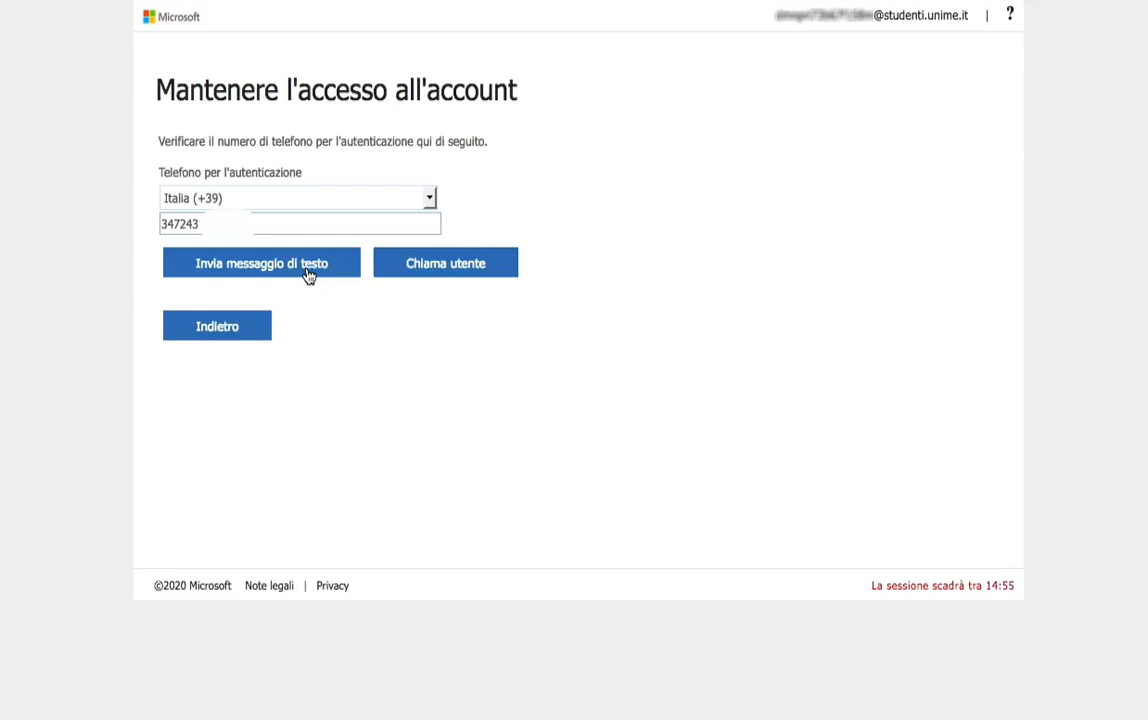 Microsoft
@studenti.unime.it | ?
Mantenere l'accesso all'account
Verificare il numero di telefono per l'autenticazione qui di seguito.
Telefono per l'autenticazione
Italia (+39)
347243
Invia messaggio di testo
Chiama utente
Indietro
©2020 Microsoft Note legali | Privacy
La sessione scadrà tra 14:55